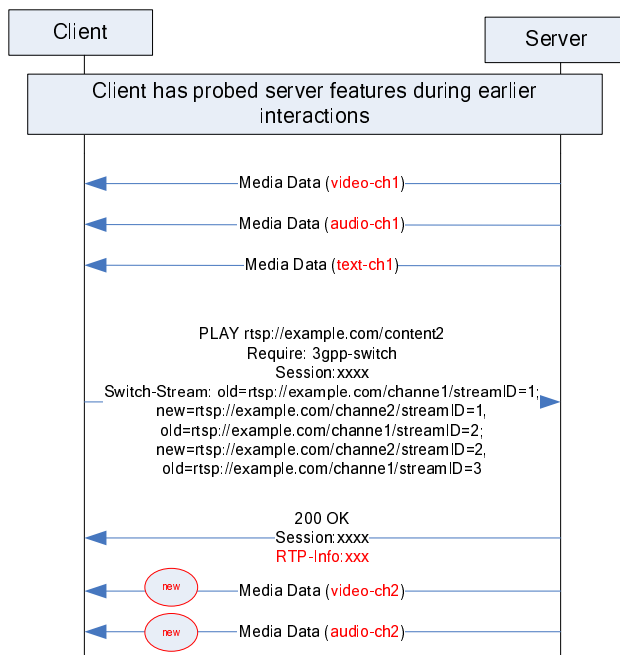 Client
Server
Client has probed server features during earlier
interactions
Media Data (video-ch1)
Media Data (audio-ch1)
Media Data (text-ch1)
PLAY rtsp://example.com/content2
Require: 3gpp-switch
Session:xxxx
Switch-Stream: old=rtsp://example.com/channe1/streamID=1;
new=rtsp://example.com/channe2/streamID=1,
old=rtsp://example.com/channe1/streamID=2;
new=rtsp://example.com/channe2/streamID=2,
old=rtsp://example.com/channe1/streamID=3
200 OK
Session:xxxx
RTP-Info:xxx
new
Media Data (video-ch2)
new
Media Data (audio-ch2)